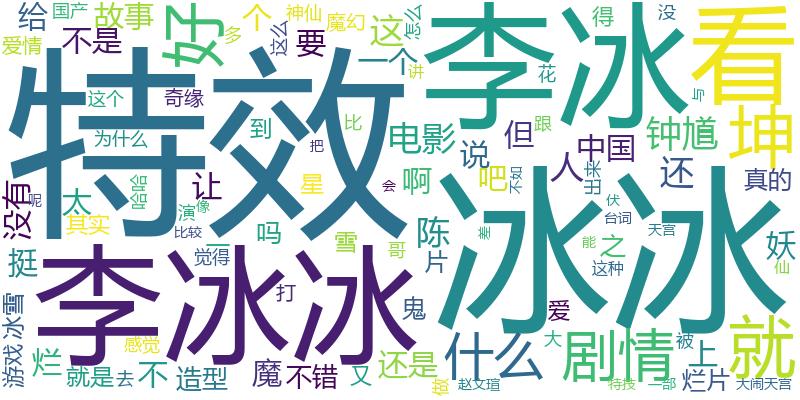 给 国产 故事 个 神仙 魔幻 这 怎么 得 没
爱情 不是 多 好 这么 要 一个 讲 花 李冰 看
特效 这个 奇缘 到 比 电影 但 跟 与 坤
为什么 把 说 人 中国 钟馗
没有 呢 太 哈哈 让 星 会 啊 吧 不如 出来 还 真的
其实 演 像 一 吗 雪 哥 陈 差 冰冰 伏 台词 之 天宫 妖
挺 比较 觉得 片 能 这种 仙
李冰冰 打 鬼 爱
游戏 冰雪 感觉 什么 大 剧情 被 就
烂 就是 去 不 造型 魔 不错 又 还是 做 赵文瑄 特技 一部 上 烂片 大闹天宫